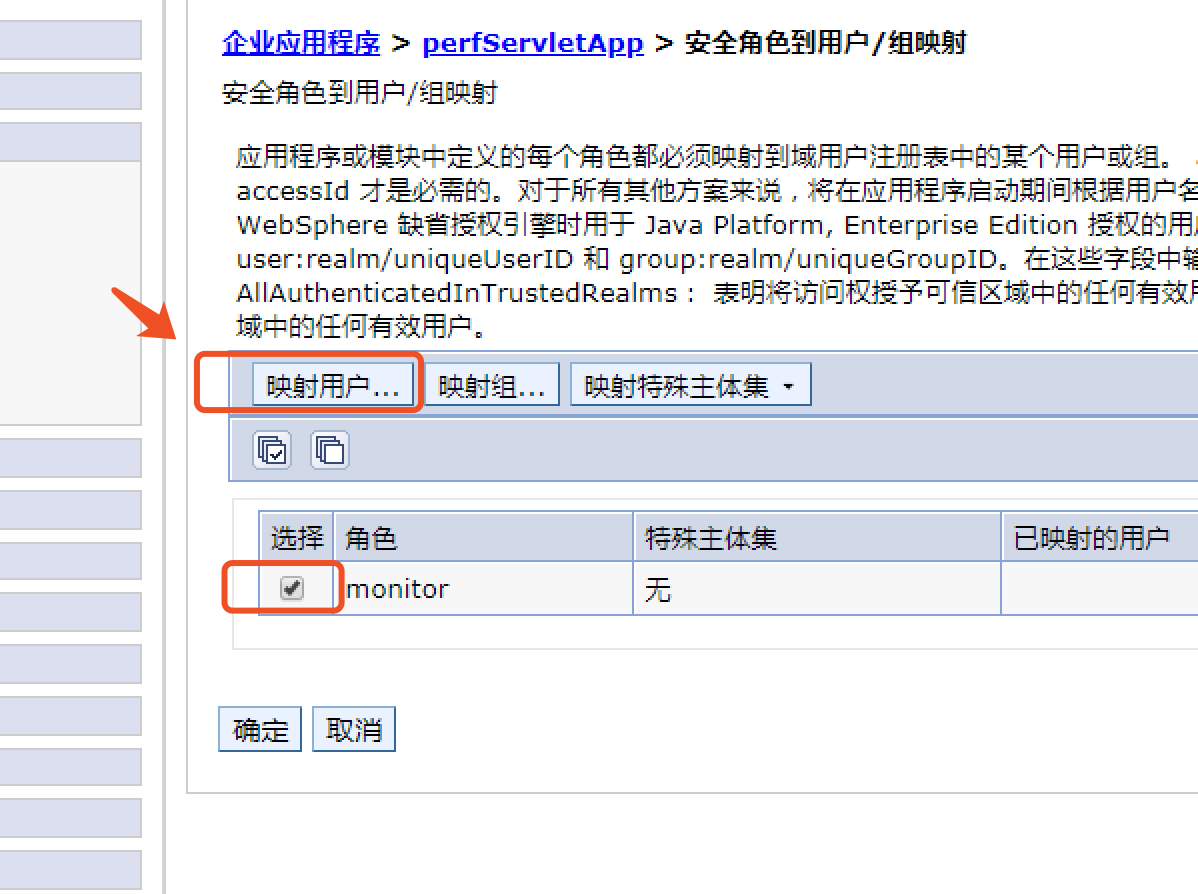 企业应用程序 > perfServletApp > 安全角色到用户/组映射
安全角色到用户/组映射
应用程序或模块中定义的每个角色都必须映射到域用户注册表中的某个用户或组。
accessId 才是必需的。对于所有其他方案来说，将在应用程序启动期间根据用户名
WebSphere 缺省授权引擎时用于 Java Platform, Enterprise Edition 授权的用户
user:realm/uniqueUserID 和 group:realm/uniqueGroupID。在这些字段中输
AllAuthenticatedInTrustedRealms： 表明将访问权授予可信区域中的任何有效用
域中的任何有效用户。
映射用户... 映射组... 映射特殊主体集
选择 角色 特殊主体集 已映射的用户
monitor 无
确定 取消